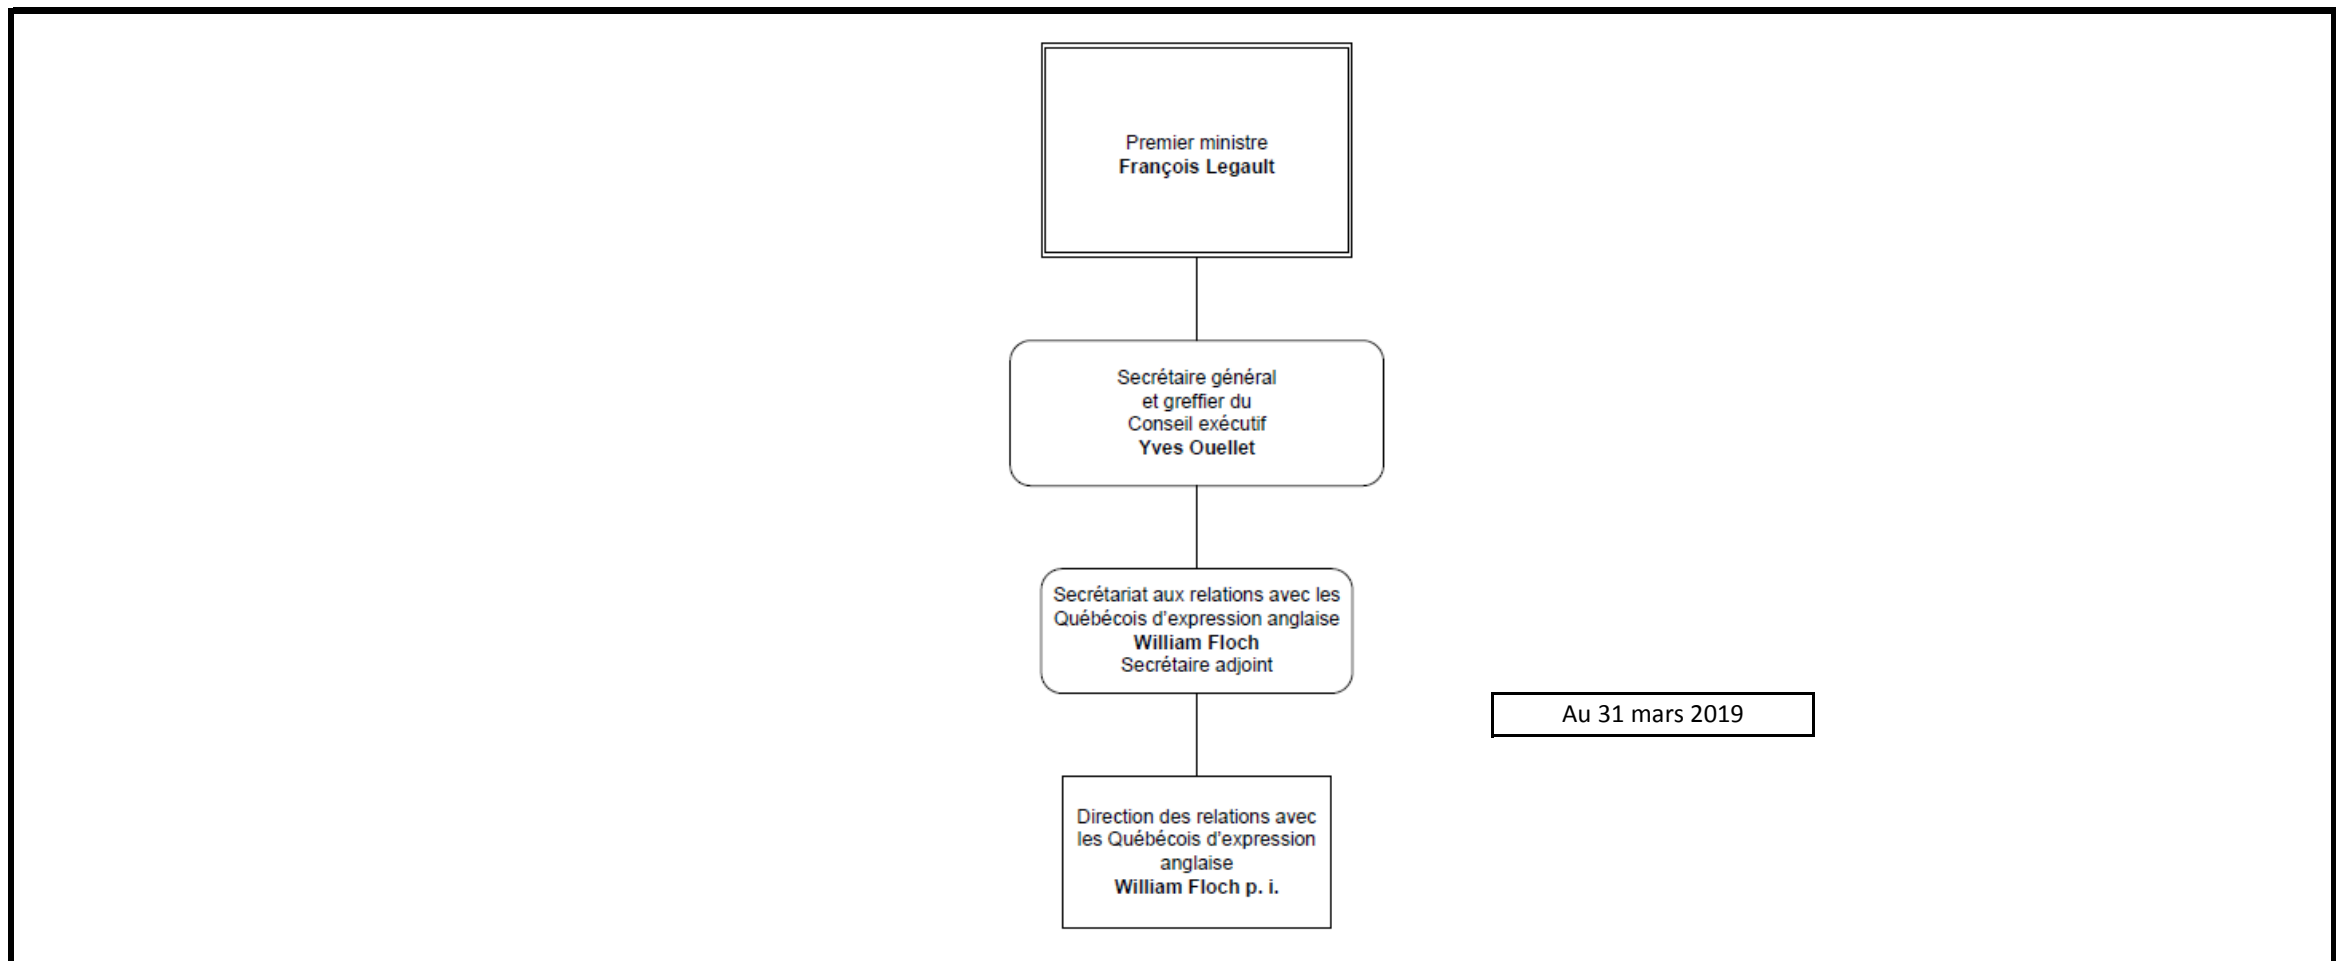 Premier ministre
François Legault
Secrétaire général
et greffier du
Conseil exécutif
Yves Ouellet
Secrétariat aux relations avec les
Québécois d'expression anglaise
William Floch
Secrétaire adjoint
Au 31 mars 2019
Direction des relations avec
les Québécois d'expression
anglaise
William Floch p. i.